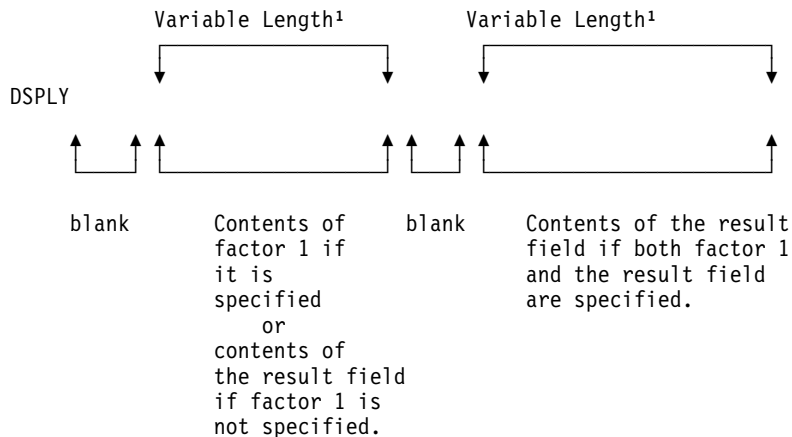 Variable Length¹ Variable Length¹
DSPLY
blank Contents of blank Contents of the result
factor 1 if field if both factor 1
it is and the result field
specified are specified.
or
contents of
the result field
if factor 1 is
not specified.